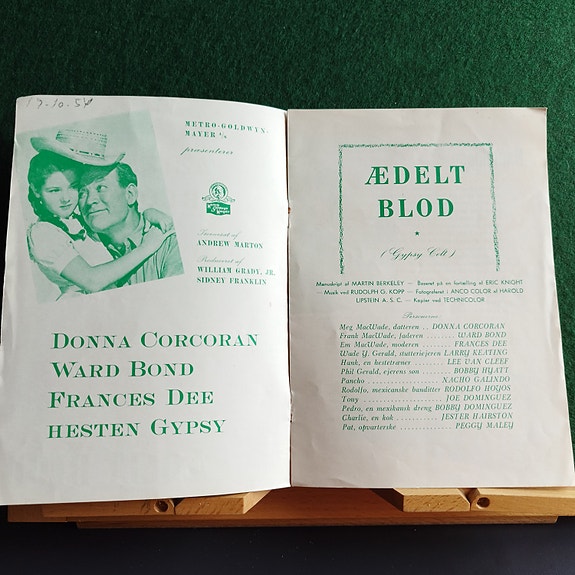 17-10-54
METRO-GOLDWYN-
MAYER A/S
præsenterer
Iscenesat af
ANDREW MARTON
Produceret af
WILLIAM GRADY, JR.
SIDNEY FRANKLIN
DONNA CORCORAN
WARD BOND
FRANCES DEE
HESTEN GYPSY
ÆDELT
BLOD
(Gypsy Colt)
Manuskript af MARTIN BERKELEY — Baseret på en fortælling af ERIC KNIGHT
— Musik ved RUDOLPH G. KOPP — Fotograferet i ANCO COLOR af HAROLD
LIPSTEIN A. S. C. — Kopier ved TECHNICOLOR
Personerne:
Meg MacWade, datteren . . DONNA CORCORAN
Frank MacWade, faderen ........ WARD BOND
Em MacWade, moderen ........ FRANCES DEE
Wade Y. Gerald, stutteriejeren LARRY KEATING
Hank, en hestetræner ...... LEE VAN CLEEF
Phil Gerald, ejerens søn ........ BOBBY HYATT
Pancho .................. NACHO GALINDO
Rodolfo, mexicanske banditter RODOLFO HOYOS
Tony .................... JOE DOMINGUEZ
Pedro, en mexikansk dreng BOBBY DOMINGUEZ
Charlie, en kok .......... JESTER HAIRSTON
Pat, opvarterske .............. PEGGY MALEY